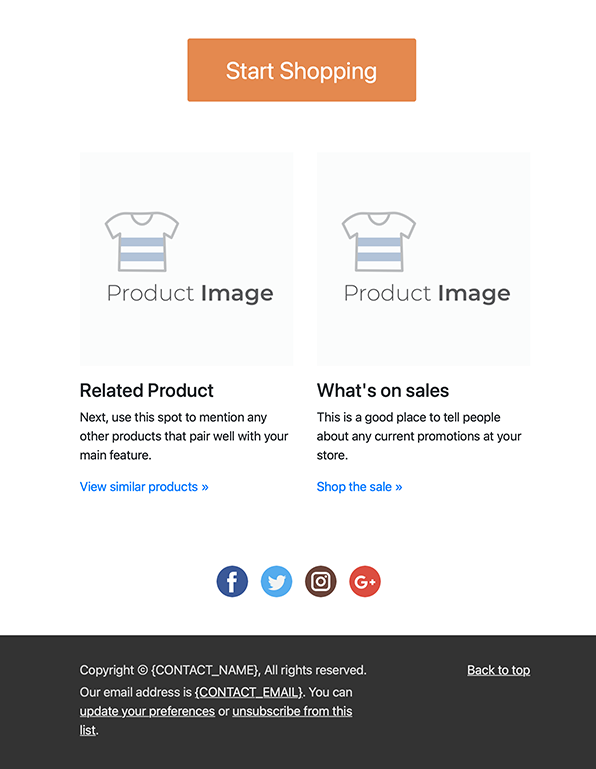 Start Shopping
Product Image
Product Image
Related Product
Next, use this spot to mention any
other products that pair well with your
main feature.
View similar products »
What's on sales
This is a good place to tell people
about any current promotions at your
store.
Shop the sale »
f
G+
Copyright © {CONTACT_NAME}, All rights reserved.
Back to top
Our email address is {CONTACT_EMAIL}. You can
update your preferences or unsubscribe from this
list.